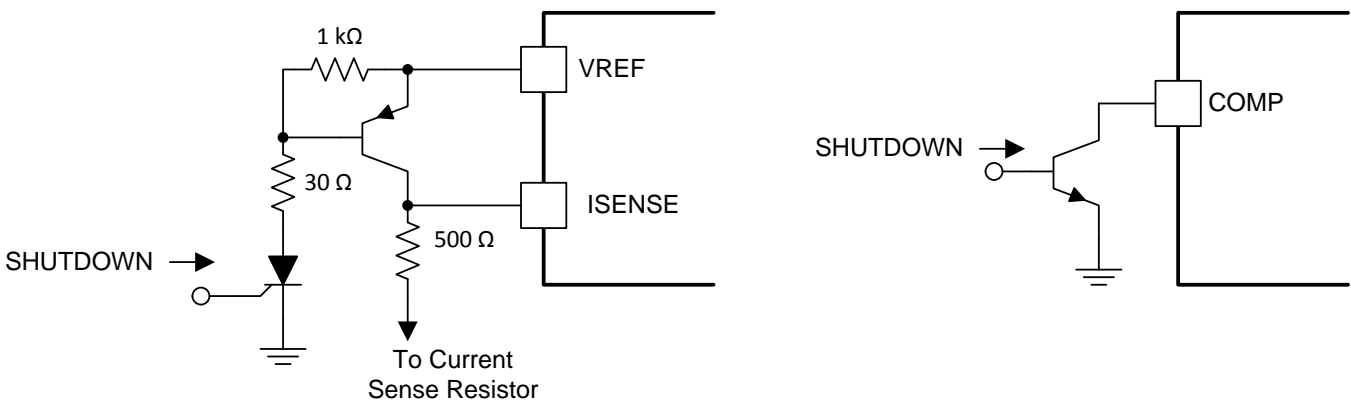 1 kΩ
VREF
COMP
SHUTDOWN
30 Ω
ISENSE
500 Ω
SHUTDOWN
To Current
Sense Resistor